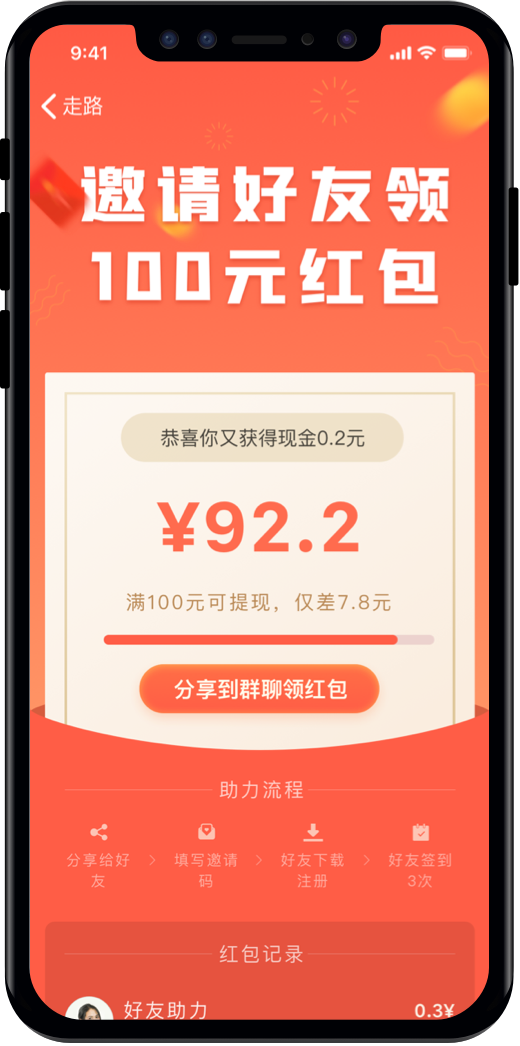 9:41
走路
邀请好友领
100元红包
恭喜你又获得现金0.2元
¥92.2
满100元可提现，仅差7.8元
分享到群聊领红包
助力流程
分享给好友
填写邀请码
好友下载注册
好友签到3次
红包记录
好友助力 0.3¥